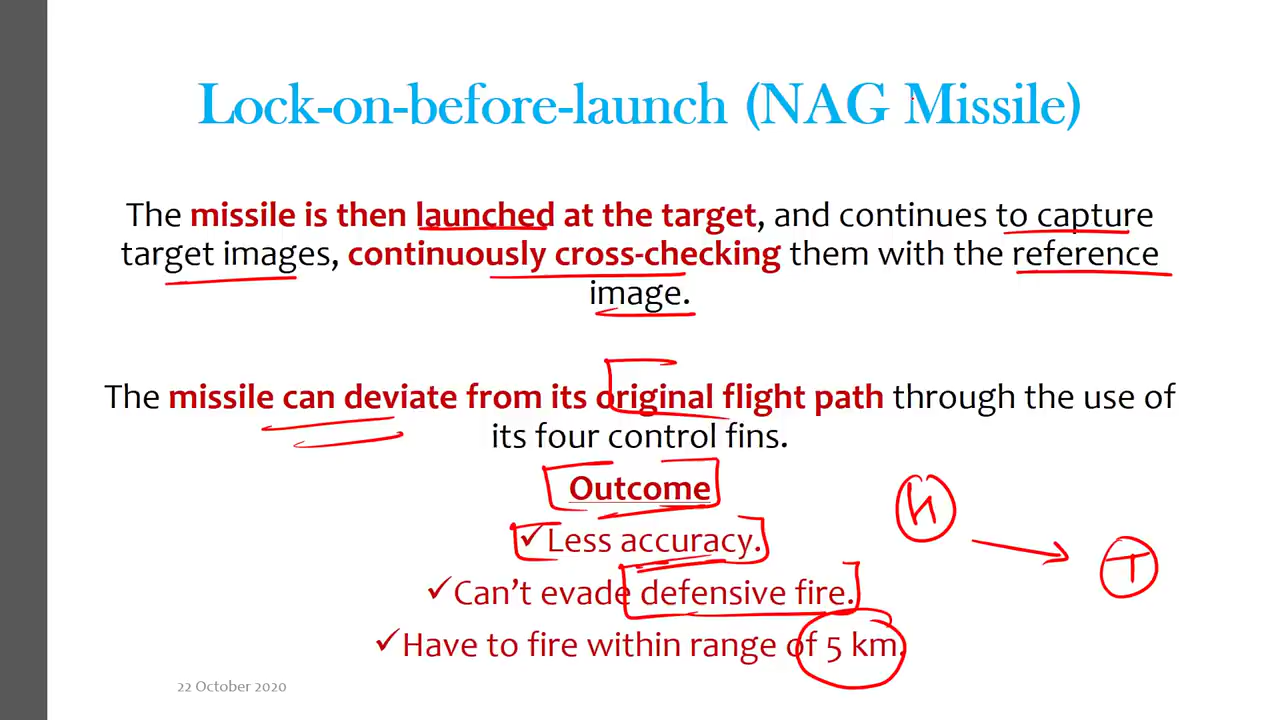 Lock-on-before-launch (NAG Missile)
The missile is then launched at the target, and continues to capture
target images, continuously cross-checking them with the reference
image.
The missile can deviate from its original flight path through the use of
its four control fins.
Outcome
✓Less accuracy.
✓Can't evade defensive fire.
✓Have to fire within range of 5 km.
H
T
22 October 2020